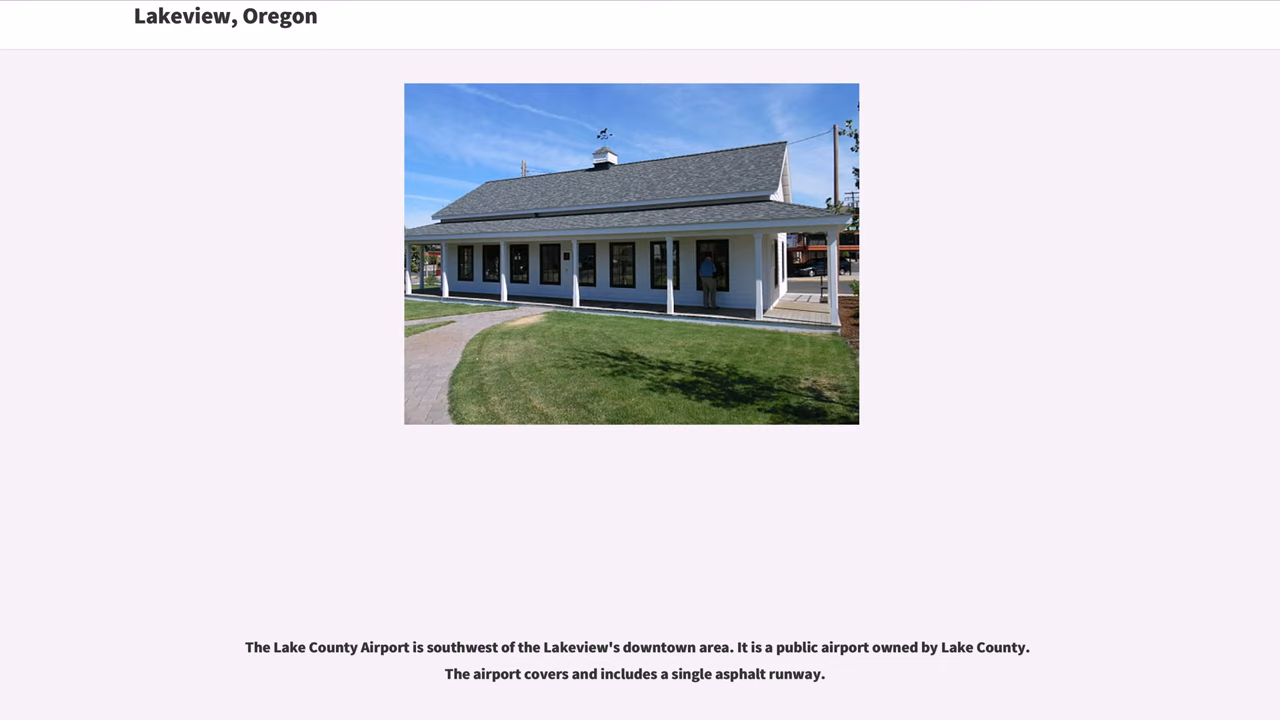 Lakeview, Oregon
The Lake County Airport is southwest of the Lakeview's downtown area. It is a public airport owned by Lake County.
The airport covers and includes a single asphalt runway.